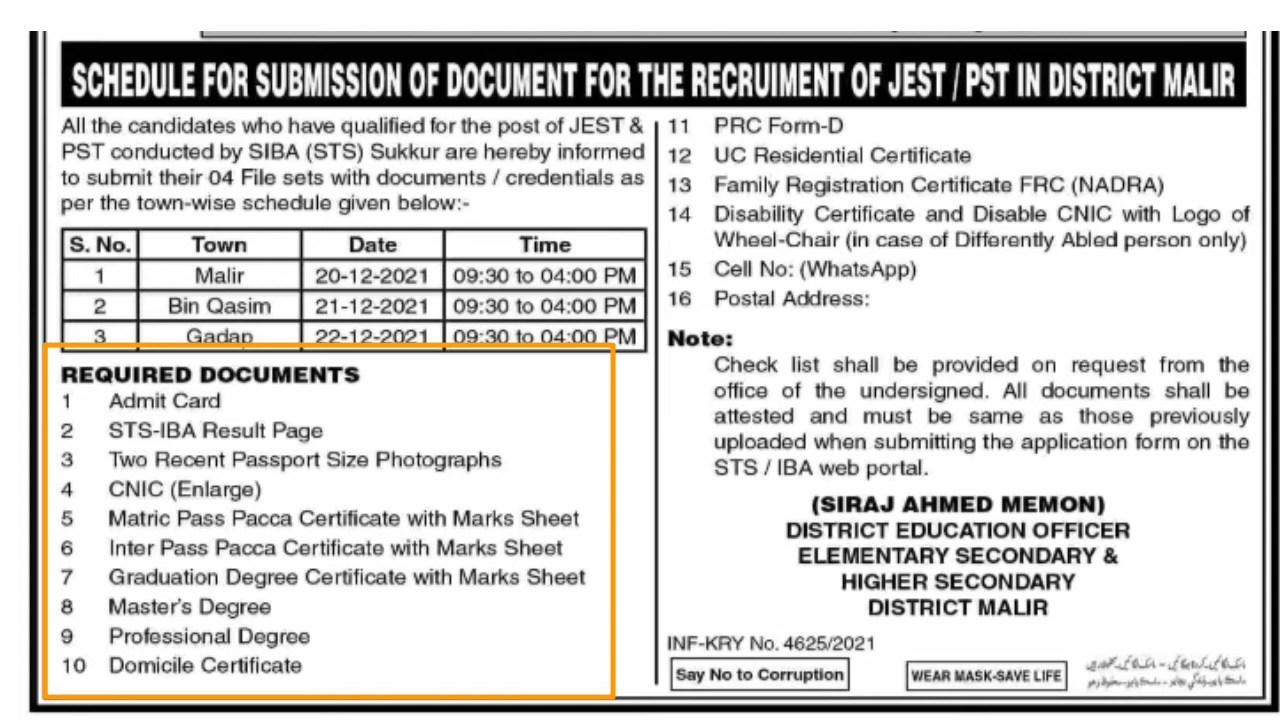 SCHEDULE FOR SUBMISSION OF DOCUMENT FOR THE RECRUIMENT OF JEST / PST IN DISTRICT MALIR
All the candidates who have qualified for the post of JEST &
PST conducted by SIBA (STS) Sukkur are hereby informed
to submit their 04 File sets with documents / credentials as
per the town-wise schedule given below:-
S. No. Town Date Time
1 Malir 20-12-2021 09:30 to 04:00 PM
2 Bin Qasim 21-12-2021 09:30 to 04:00 PM
3 Gadap 22-12-2021 09:30 to 04:00 PM
REQUIRED DOCUMENTS
1 Admit Card
2 STS-IBA Result Page
3 Two Recent Passport Size Photographs
4 CNIC (Enlarge)
5 Matric Pass Pacca Certificate with Marks Sheet
6 Inter Pass Pacca Certificate with Marks Sheet
7 Graduation Degree Certificate with Marks Sheet
8 Master's Degree
9 Professional Degree
10 Domicile Certificate
11 PRC Form-D
12 UC Residential Certificate
13 Family Registration Certificate FRC (NADRA)
14 Disability Certificate and Disable CNIC with Logo of
Wheel-Chair (in case of Differently Abled person only)
15 Cell No: (WhatsApp)
16 Postal Address:
Note:
Check list shall be provided on request from the
office of the undersigned. All documents shall be
attested and must be same as those previously
uploaded when submitting the application form on the
STS / IBA web portal.
(SIRAJ AHMED MEMON)
DISTRICT EDUCATION OFFICER
ELEMENTARY SECONDARY &
HIGHER SECONDARY
DISTRICT MALIR
INF-KRY No. 4625/2021
Say No to Corruption
WEAR MASK-SAVE LIFE